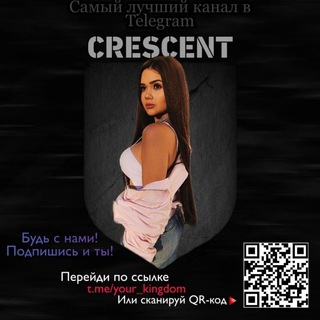 Самый лучший канал в
Telegram
CRESCENT
Будь с нами!
Подпишись и ты!
Перейди по ссылке
t.me/your_kingdom
Или сканируй QR-код